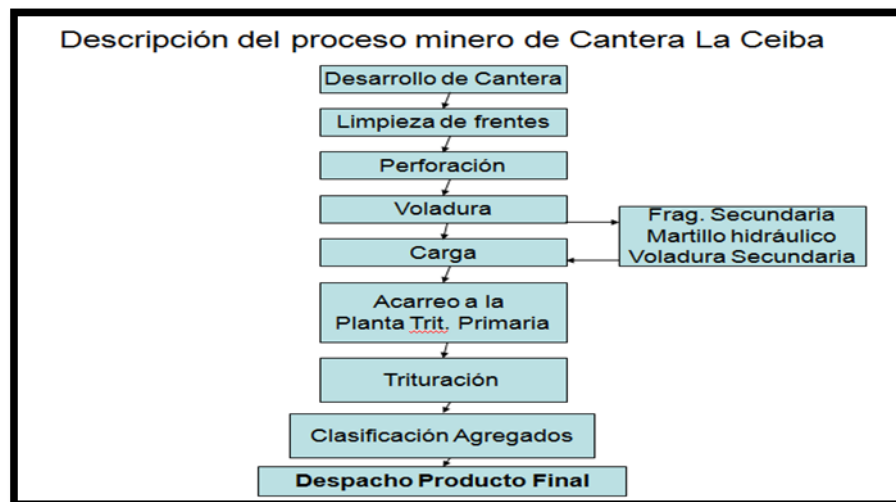 Descripción del proceso minero de Cantera La Ceiba
Desarrollo de Cantera
Limpieza de frentes
Perforación
Voladura
Frag. Secundaria
Martillo hidráulico
Voladura Secundaria
Carga
Acarreo a la
Planta Trit. Primaria
Trituración
Clasificación Agregados
Despacho Producto Final